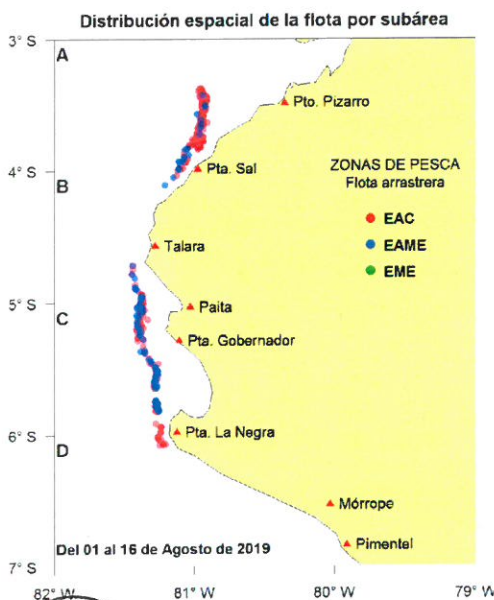 Distribución espacial de la flota por subárea
3° S
A
Pto. Pizarro
ZONAS DE PESCA
Flota arrastrera
4° S
B
Pta. Sal
EAC
EAME
EME
Talara
5° S
C
Paita
Pta. Gobernador
6° S
D
Pta. La Negra
Mórrope
Pimentel
Del 01 al 16 de Agosto de 2019
7° S
82° W
81° W
80° W
79° W